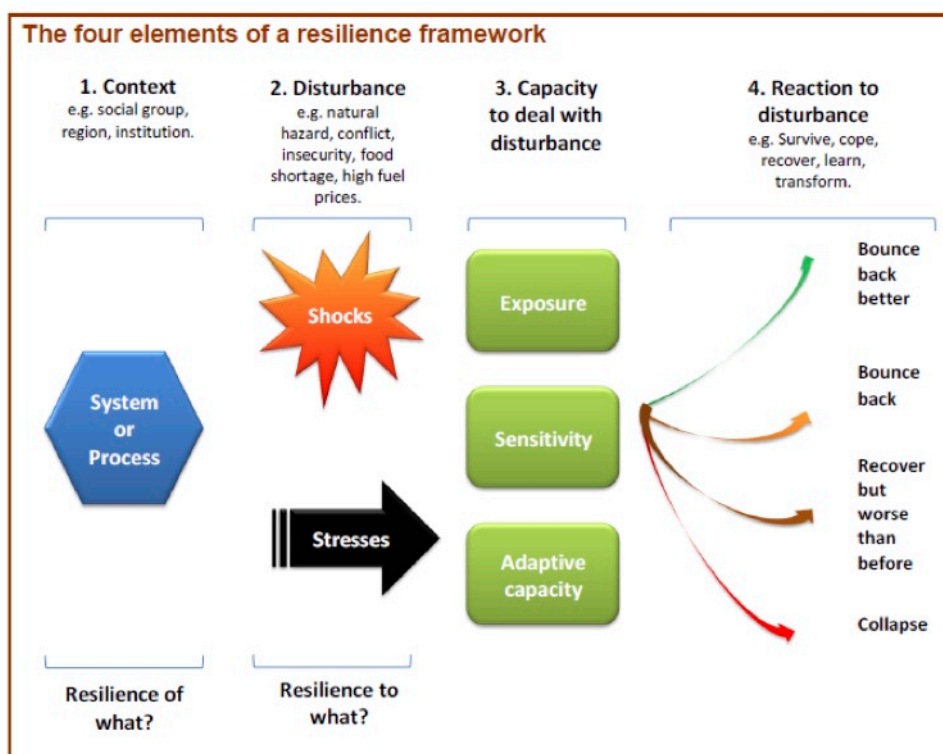 The four elements of a resilience framework
1. Context
e.g. social group,
region, institution.
2. Disturbance
e.g. natural
hazard, conflict,
insecurity, food
shortage, high fuel
prices.
3. Capacity
to deal with
disturbance
4. Reaction to
disturbance
e.g. Survive, cope,
recover, learn,
transform.
System
or
Process
Shocks
Stresses
Exposure
Sensitivity
Adaptive
capacity
Bounce
back
better
Bounce
back
Recover
but
worse
than
before
Collapse
Resilience of
what?
Resilience to
what?